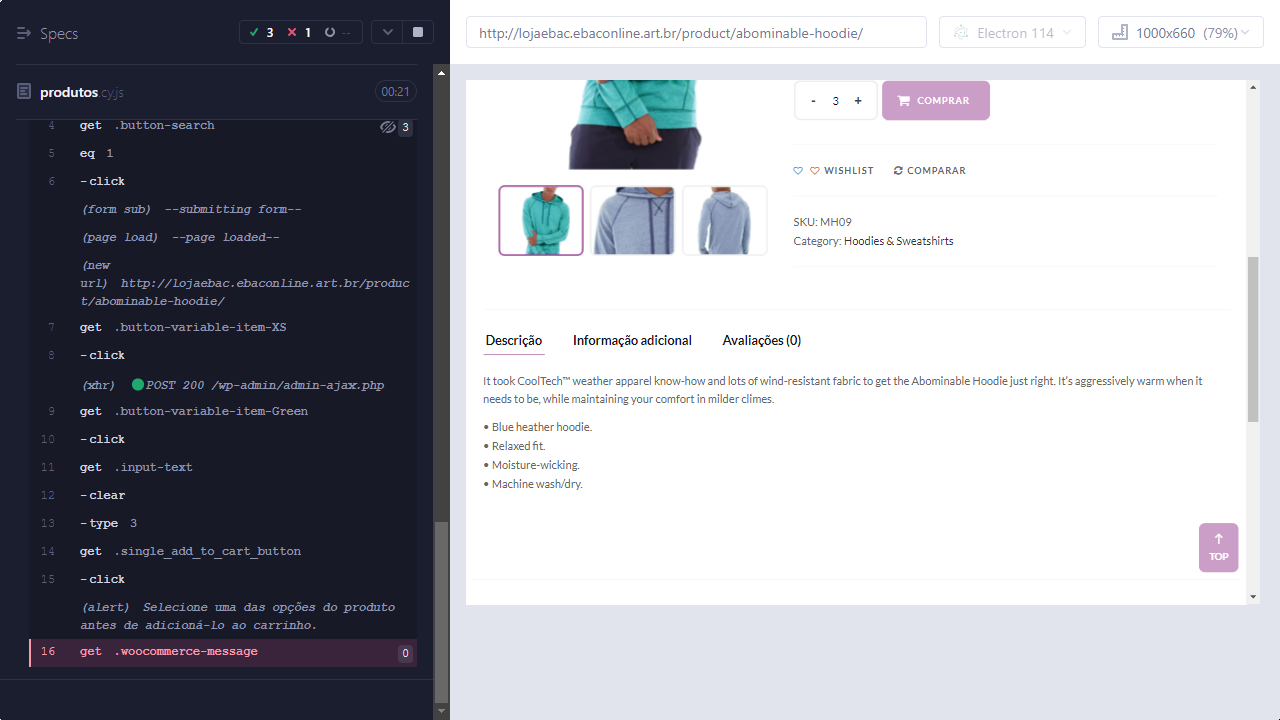 Specs
3 1 --
produtos.cy.js 00:21
4 get .button-search 3
5 eq 1
6 -click
(form sub) --submitting form--
(page load) --page loaded--
(new
url) http://lojaebac.ebaconline.art.br/produc
t/abominable-hoodie/
7 get .button-variable-item-XS
8 -click
(xhr) POST 200 /wp-admin/admin-ajax.php
9 get .button-variable-item-Green
10 -click
11 get .input-text
12 -clear
13 -type 3
14 get .single_add_to_cart_button
15 -click
(alert) Selecione uma das opções do produto
antes de adicioná-lo ao carrinho.
16 get .woocommerce-message 0
http://lojaebac.ebaconline.art.br/product/abominable-hoodie/
Electron 114
1000x660 (79%)
- 3 + COMPRAR
WISHLIST COMPARAR
SKU: MH09
Category: Hoodies & Sweatshirts
Descrição Informação adicional Avaliações (0)
It took CoolTech™ weather apparel know-how and lots of wind-resistant fabric to get the Abominable Hoodie just right. It's aggressively warm when it
needs to be, while maintaining your comfort in milder climes.
• Blue heather hoodie.
• Relaxed fit.
• Moisture-wicking.
• Machine wash/dry.
TOP